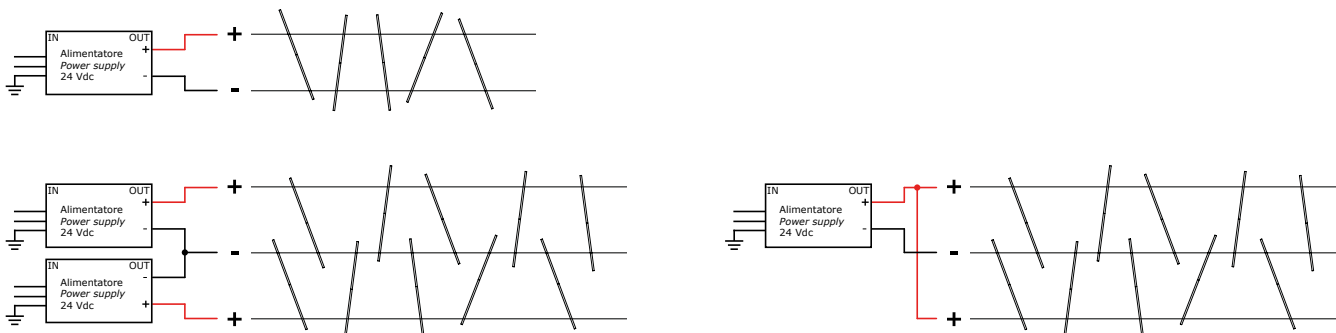 IN OUT
Alimentatore
Power supply
24 Vdc
+
-
+
-
IN OUT
Alimentatore
Power supply
24 Vdc
+
-
+
-
IN OUT
Alimentatore
Power supply
24 Vdc
-
+
+
IN OUT
Alimentatore
Power supply
24 Vdc
+
-
+
-
+